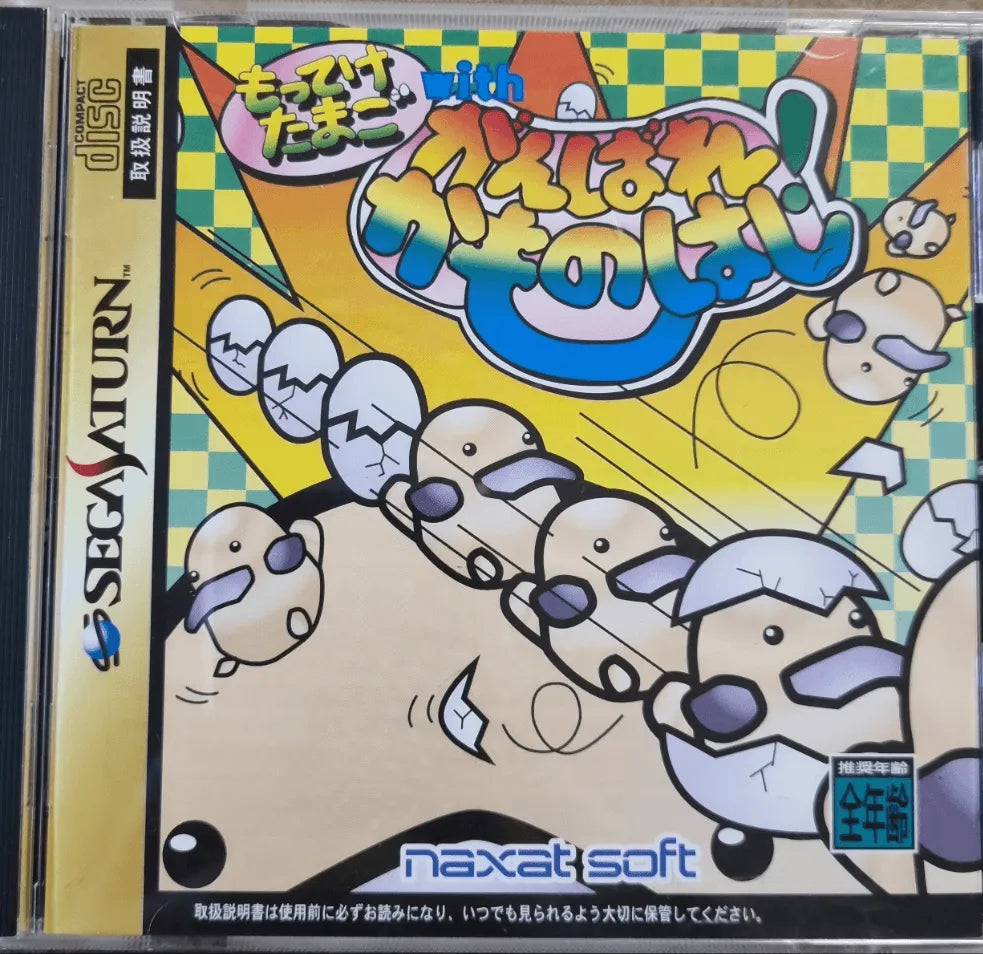 COMPACT
disc
取扱説明書
SEGA SATURN™
もってけ
たまご
with
がんばれ!
かものはし
推奨年齢
全年齢
naxat soft
取扱説明書は使用前に必ずお読みになり、いつでも見られるよう大切に保管してください。